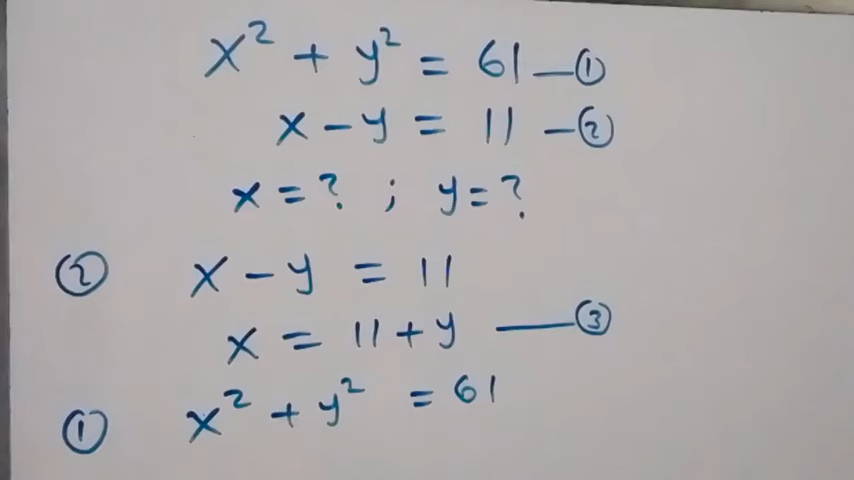 x² + y² = 61 —①
x - y = 11 —②
x = ? ; y = ?
② x - y = 11
x = 11 + y —③
① x² + y² = 61